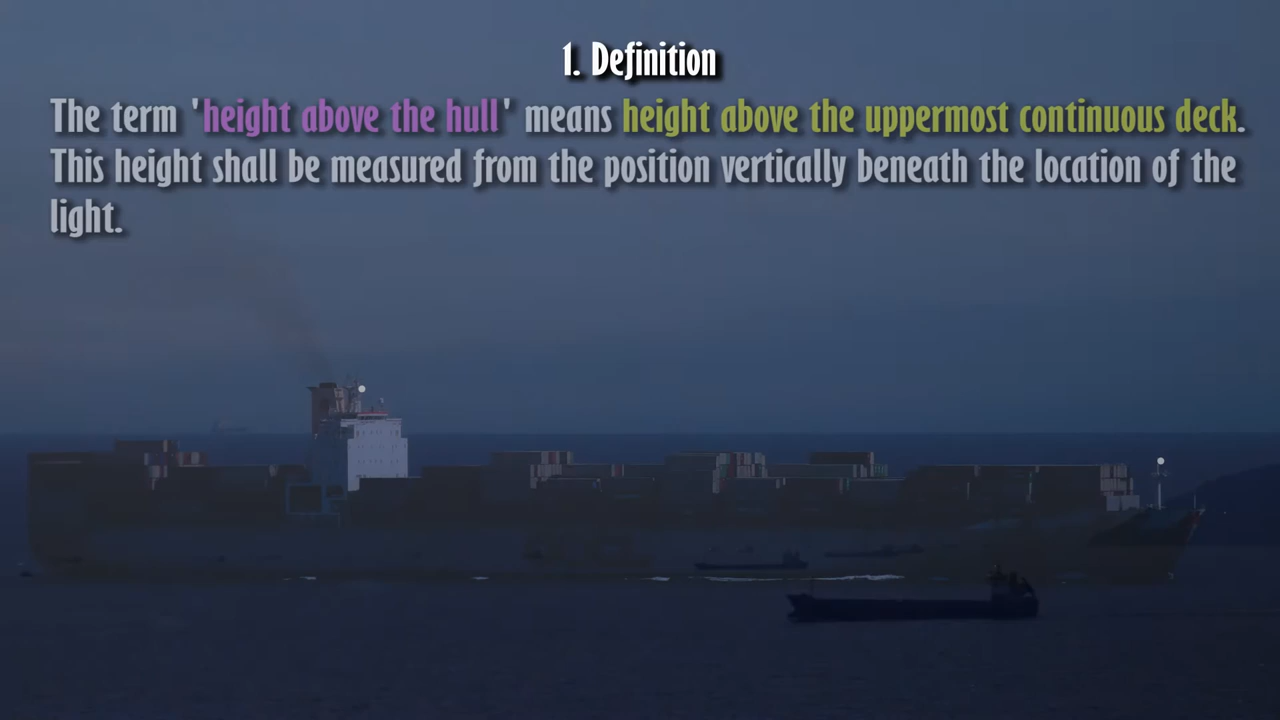 1. Definition
The term 'height above the hull' means height above the uppermost continuous deck.
This height shall be measured from the position vertically beneath the location of the
light.